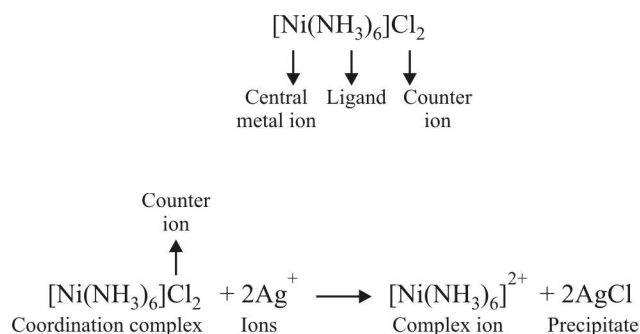 [Ni(NH₃)₆]Cl₂
Central Ligand Counter
metal ion ion
Counter
ion
[Ni(NH₃)₆]Cl₂ + 2Ag⁺ ⟶ [Ni(NH₃)₆]²⁺ + 2AgCl
Coordination complex Ions Complex ion Precipitate